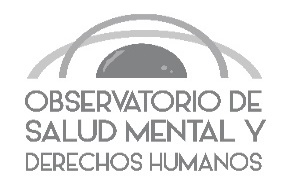 OBSERVATORIO DE
SALUD MENTAL Y
DERECHOS HUMANOS